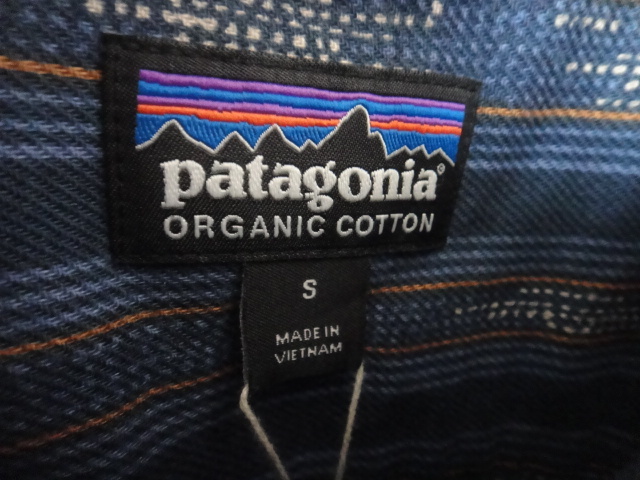 patagonia®
ORGANIC COTTON
S
MADE IN
VIETNAM